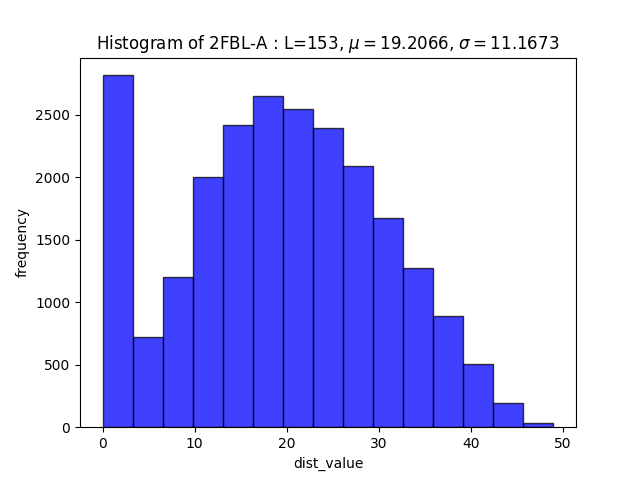 Histogram of 2FBL-A : L=153, μ = 19.2066, σ = 11.1673
frequency
2500
2000
1500
1000
500
0
0 10 20 30 40 50
dist_value